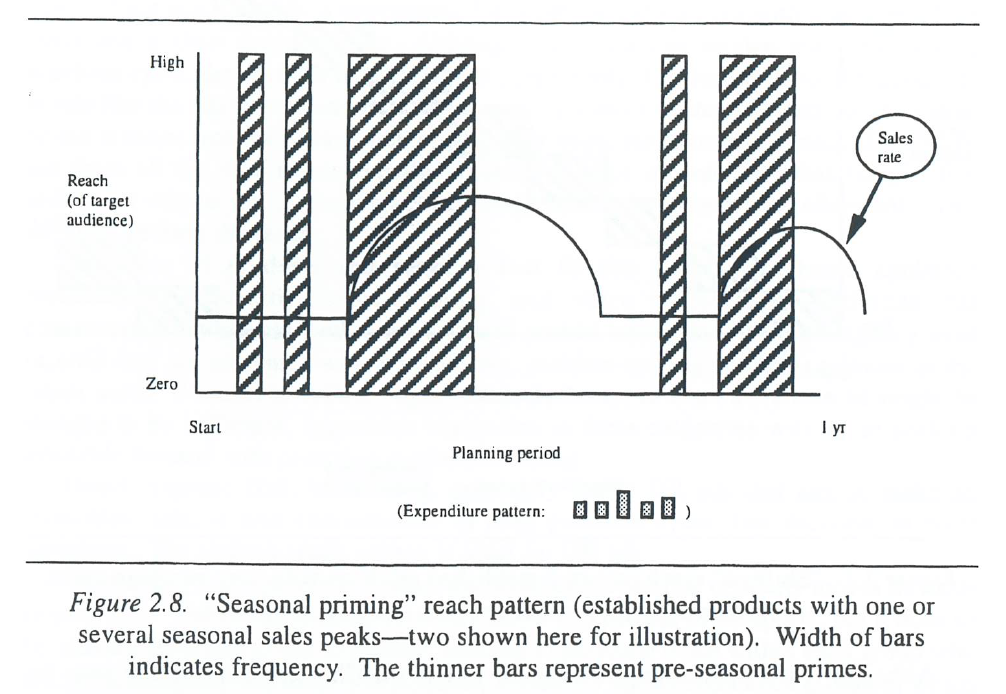 High
Sales
rate
Reach
(of target
audience)
Zero
Start
1 yr
Planning period
(Expenditure pattern: )
Figure 2.8. “Seasonal priming” reach pattern (established products with one or
several seasonal sales peaks—two shown here for illustration). Width of bars
indicates frequency. The thinner bars represent pre-seasonal primes.